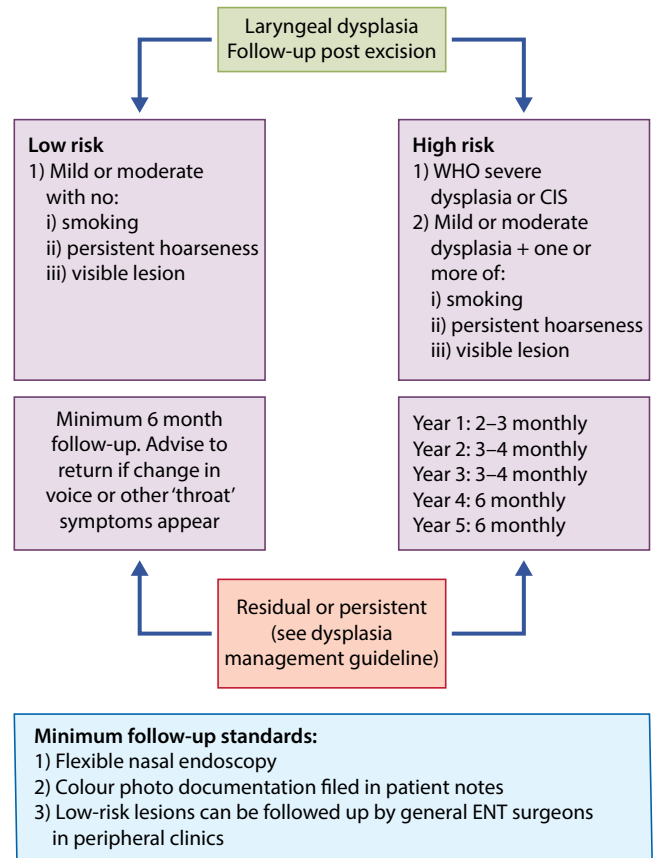 Laryngeal dysplasia
Follow-up post excision
Low risk
1) Mild or moderate
with no:
i) smoking
ii) persistent hoarseness
iii) visible lesion
High risk
1) WHO severe
dysplasia or CIS
2) Mild or moderate
dysplasia + one or
more of:
i) smoking
ii) persistent hoarseness
iii) visible lesion
Minimum 6 month
follow-up. Advise to
return if change in
voice or other ‘throat’
symptoms appear
Year 1: 2–3 monthly
Year 2: 3–4 monthly
Year 3: 3–4 monthly
Year 4: 6 monthly
Year 5: 6 monthly
Residual or persistent
(see dysplasia
management guideline)
Minimum follow-up standards:
1) Flexible nasal endoscopy
2) Colour photo documentation filed in patient notes
3) Low-risk lesions can be followed up by general ENT surgeons
in peripheral clinics